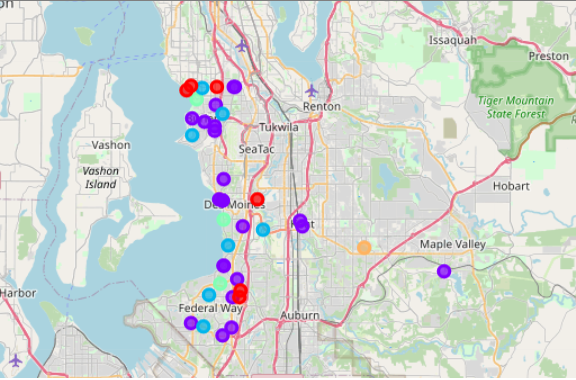 on
Issaquah
Preston
Tiger Mountain
State Forest
Renton
Tukwila
Vashon
SeaTac
Vashon
Island
Hobart
Des Moines
Maple Valley
Harbor
Federal Way
Auburn